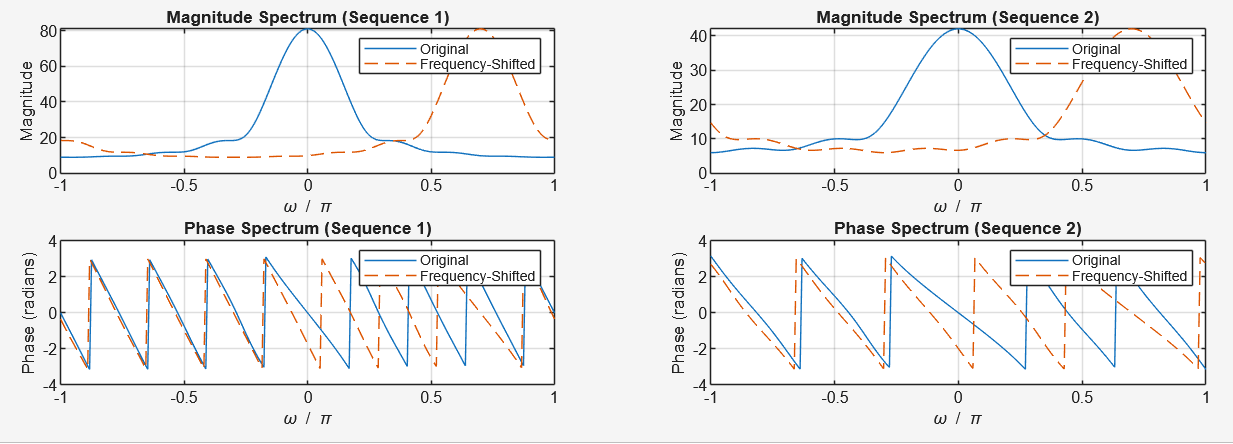 Magnitude Spectrum (Sequence 1)
Magnitude
80
60
40
20
0
Original
Frequency-Shifted
-1 -0.5 0 0.5 1
ω / π
Magnitude Spectrum (Sequence 2)
Magnitude
40
30
20
10
0
Original
Frequency-Shifted
-1 -0.5 0 0.5 1
ω / π
Phase Spectrum (Sequence 1)
Phase (radians)
4
2
0
-2
-4
Original
Frequency-Shifted
-1 -0.5 0 0.5 1
ω / π
Phase Spectrum (Sequence 2)
Phase (radians)
4
2
0
-2
-4
Original
Frequency-Shifted
-1 -0.5 0 0.5 1
ω / π